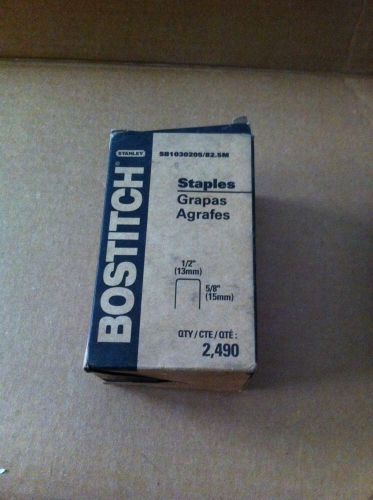 STANLEY
BOSTITCH
SB1030205/82.5M
Staples
Grapas
Agrafes
1/2"
(13mm)
5/8"
(15mm)
QTY/CTE/QTÉ:
2,490